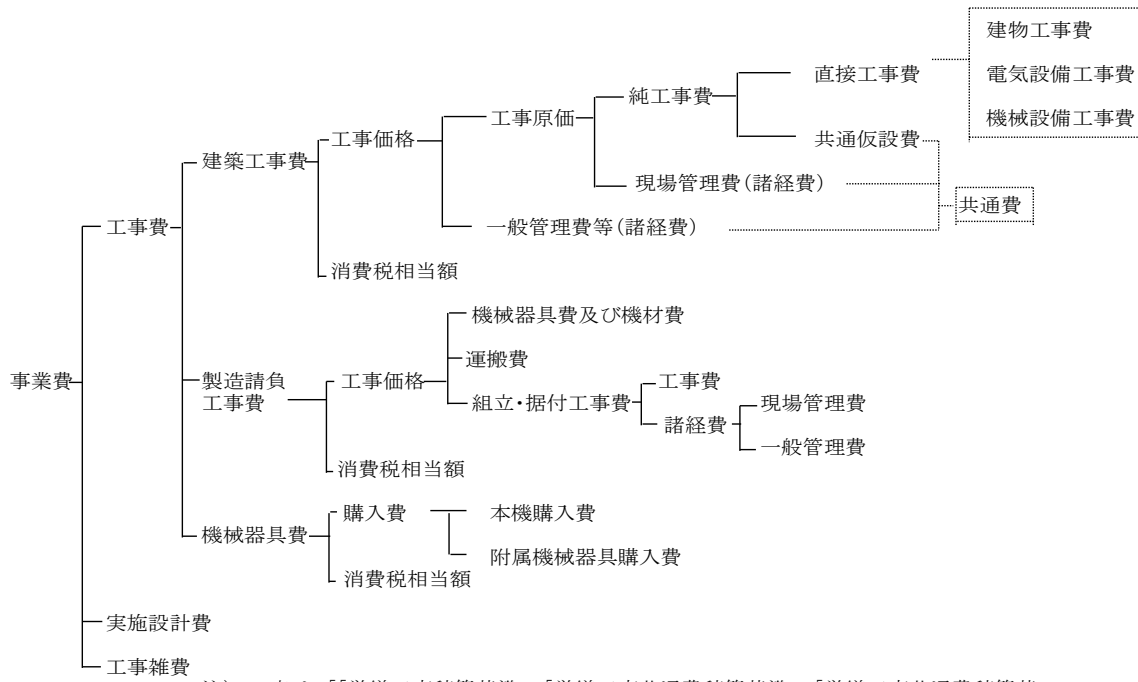 事業費
工事費
建築工事費
工事価格
工事原価
純工事費
直接工事費
建物工事費
電気設備工事費
機械設備工事費
共通仮設費
現場管理費(諸経費)
共通費
一般管理費等(諸経費)
消費税相当額
製造請負
工事費
工事価格
機械器具費及び機材費
運搬費
組立・据付工事費
工事費
諸経費
現場管理費
一般管理費
消費税相当額
機械器具費
購入費
本機購入費
附属機械器具購入費
消費税相当額
実施設計費
工事雑費